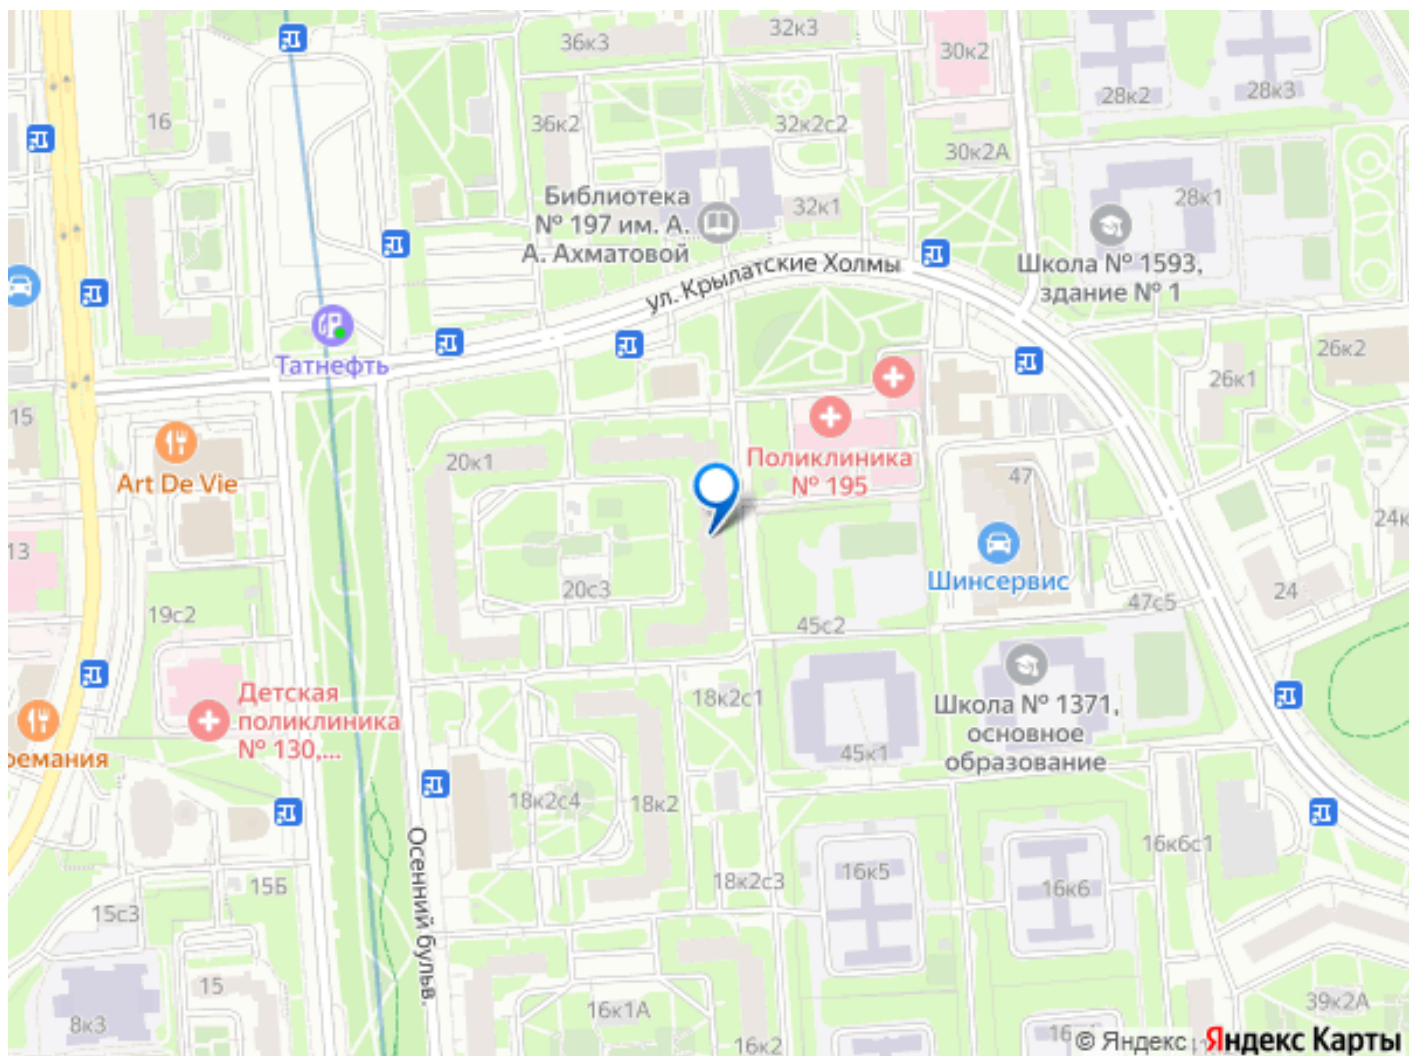 36к3
32к3
30к2
28к2
28к3
16
36к2
32к2с2
30к2А
Библиотека
№ 197 им. А.
А. Ахматовой
32к1
28к1
Школа № 1593,
здание № 1
ул. Крылатские Холмы
Татнефть
26к2
26к1
15
Art De Vie
20к1
Поликлиника
№ 195
47
24к
13
Шинсервис
20с3
47с5
24
19с2
45с2
Детская
поликлиника
№ 130,...
18к2с1
Школа № 1371,
основное
образование
ремания
45к1
18к2с4
18к2
Осенний бульв.
16к6с1
15Б
18к2с3
16к5
16к6
15с3
15
16к1А
39к2А
8к3
16к2
© Яндекс Яндекс Карты